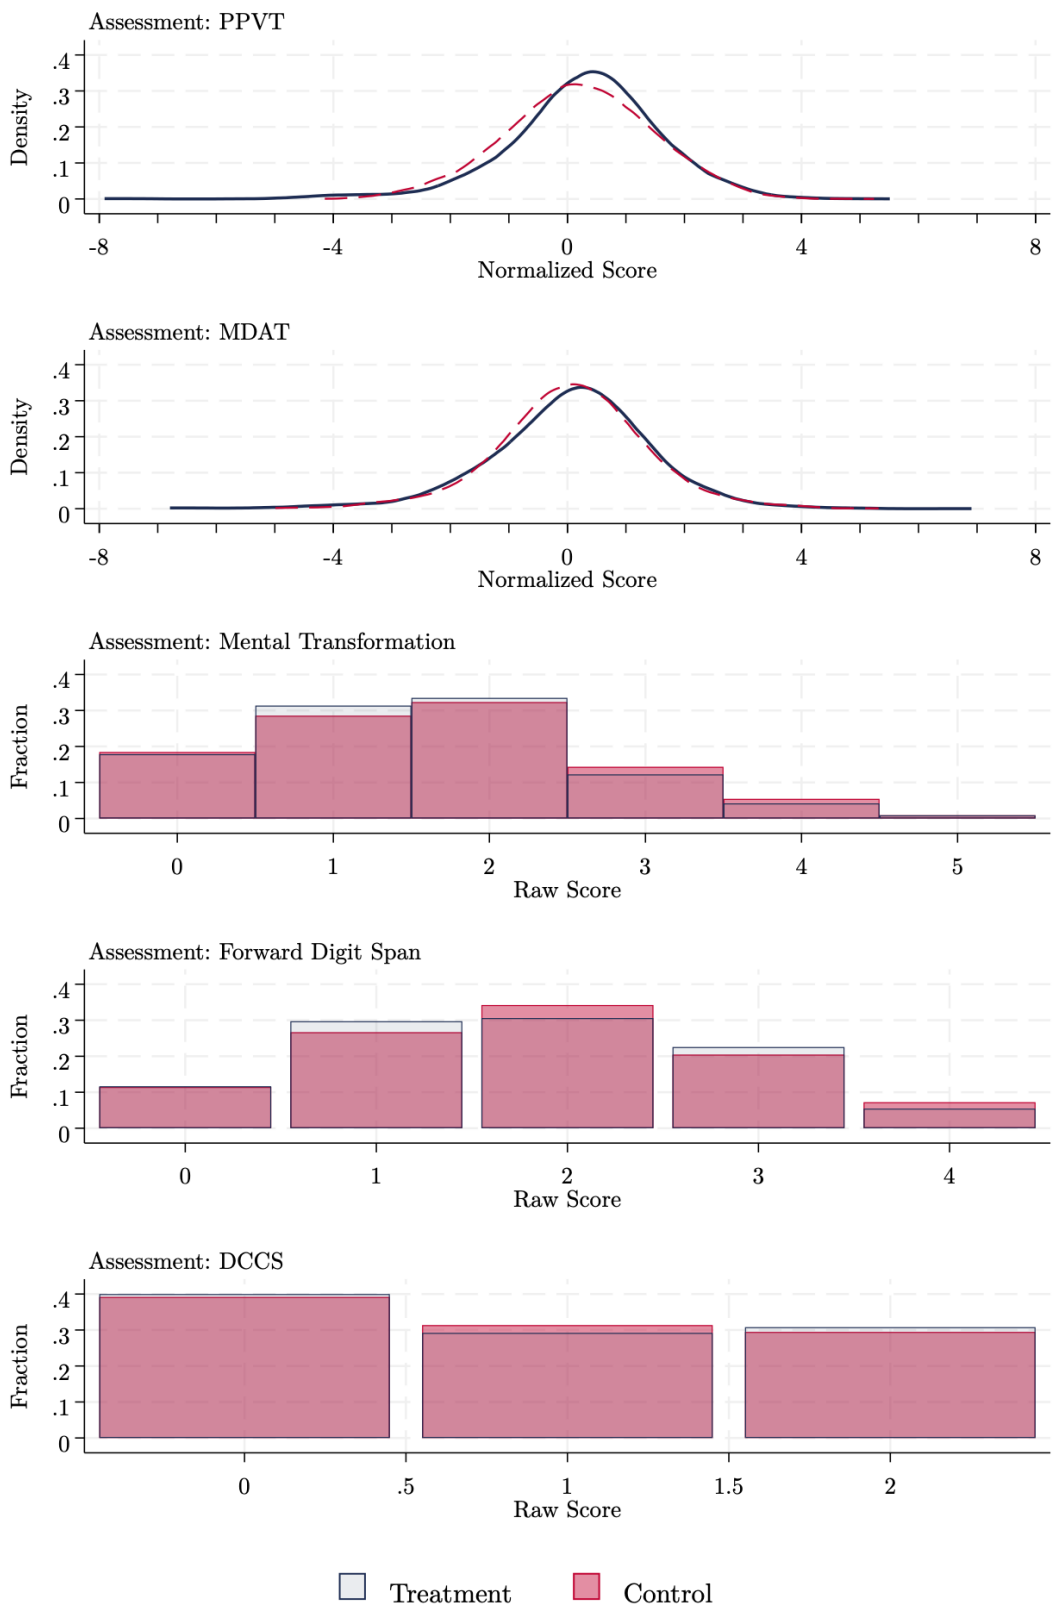 Assessment: PPVT
.4
.3
.2
.1
0
Density
-8 -4 0 4 8
Normalized Score
Assessment: MDAT
.4
.3
.2
.1
0
Density
-8 -4 0 4 8
Normalized Score
Assessment: Mental Transformation
.4
.3
.2
.1
0
Fraction
0 1 2 3 4 5
Raw Score
Assessment: Forward Digit Span
.4
.3
.2
.1
0
Fraction
0 1 2 3 4
Raw Score
Assessment: DCCS
.4
.3
.2
.1
0
Fraction
0 .5 1 1.5 2
Raw Score
Treatment Control